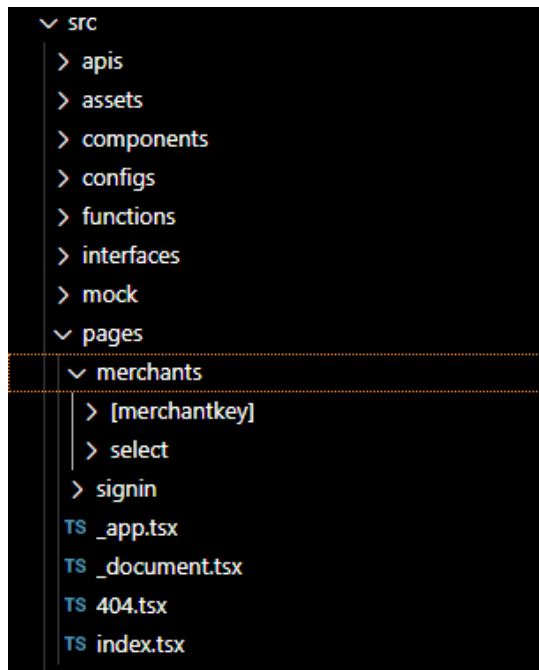 src
apis
assets
components
configs
functions
interfaces
mock
pages
merchants
[merchantkey]
select
signin
TS _app.tsx
TS _document.tsx
TS 404.tsx
TS index.tsx